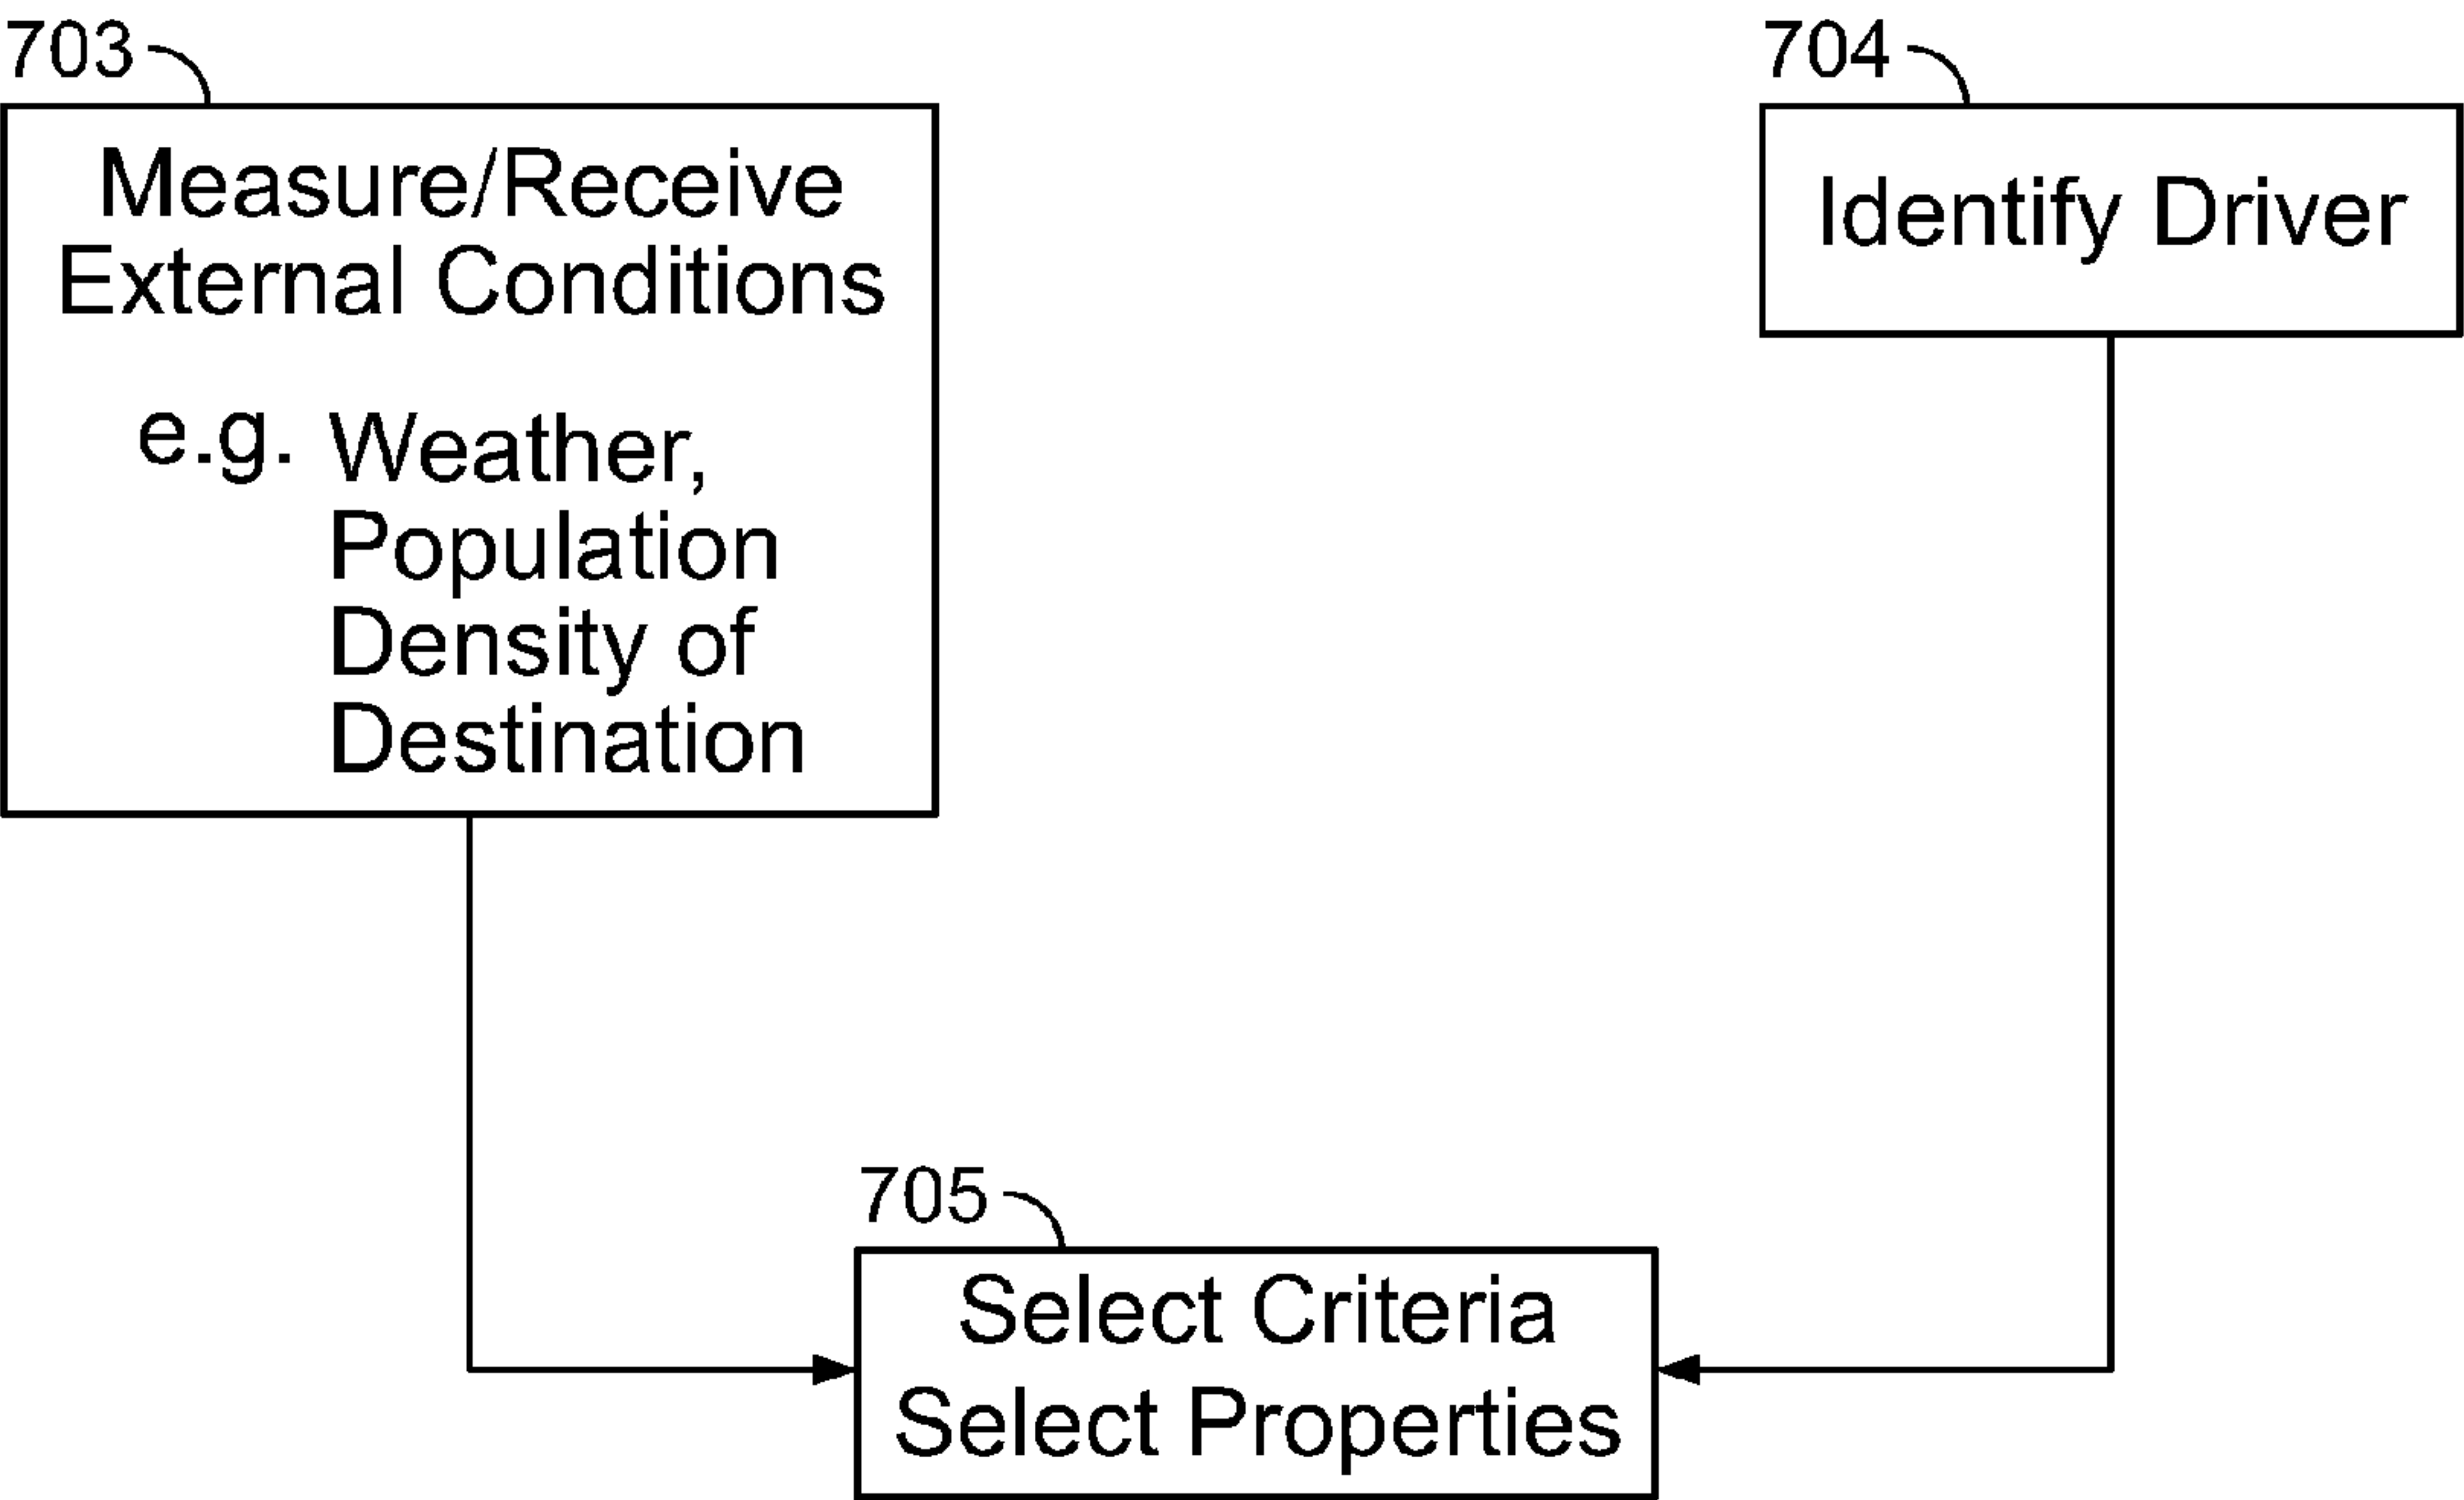 703
Measure/Receive
External Conditions
e.g. Weather,
Population
Density of
Destination
704
Identify Driver
705
Select Criteria
Select Properties